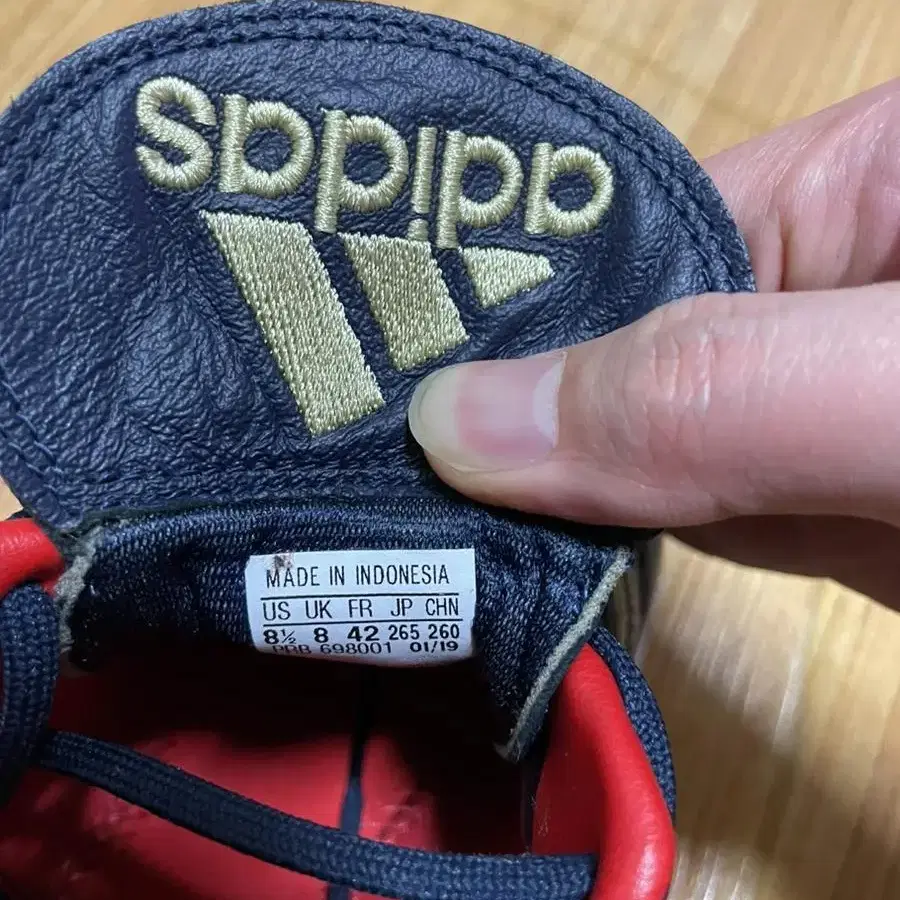 adidas
MADE IN INDONESIA
US UK FR JP CHN
8½ 8 42 265 260
PRB 698001 01/19